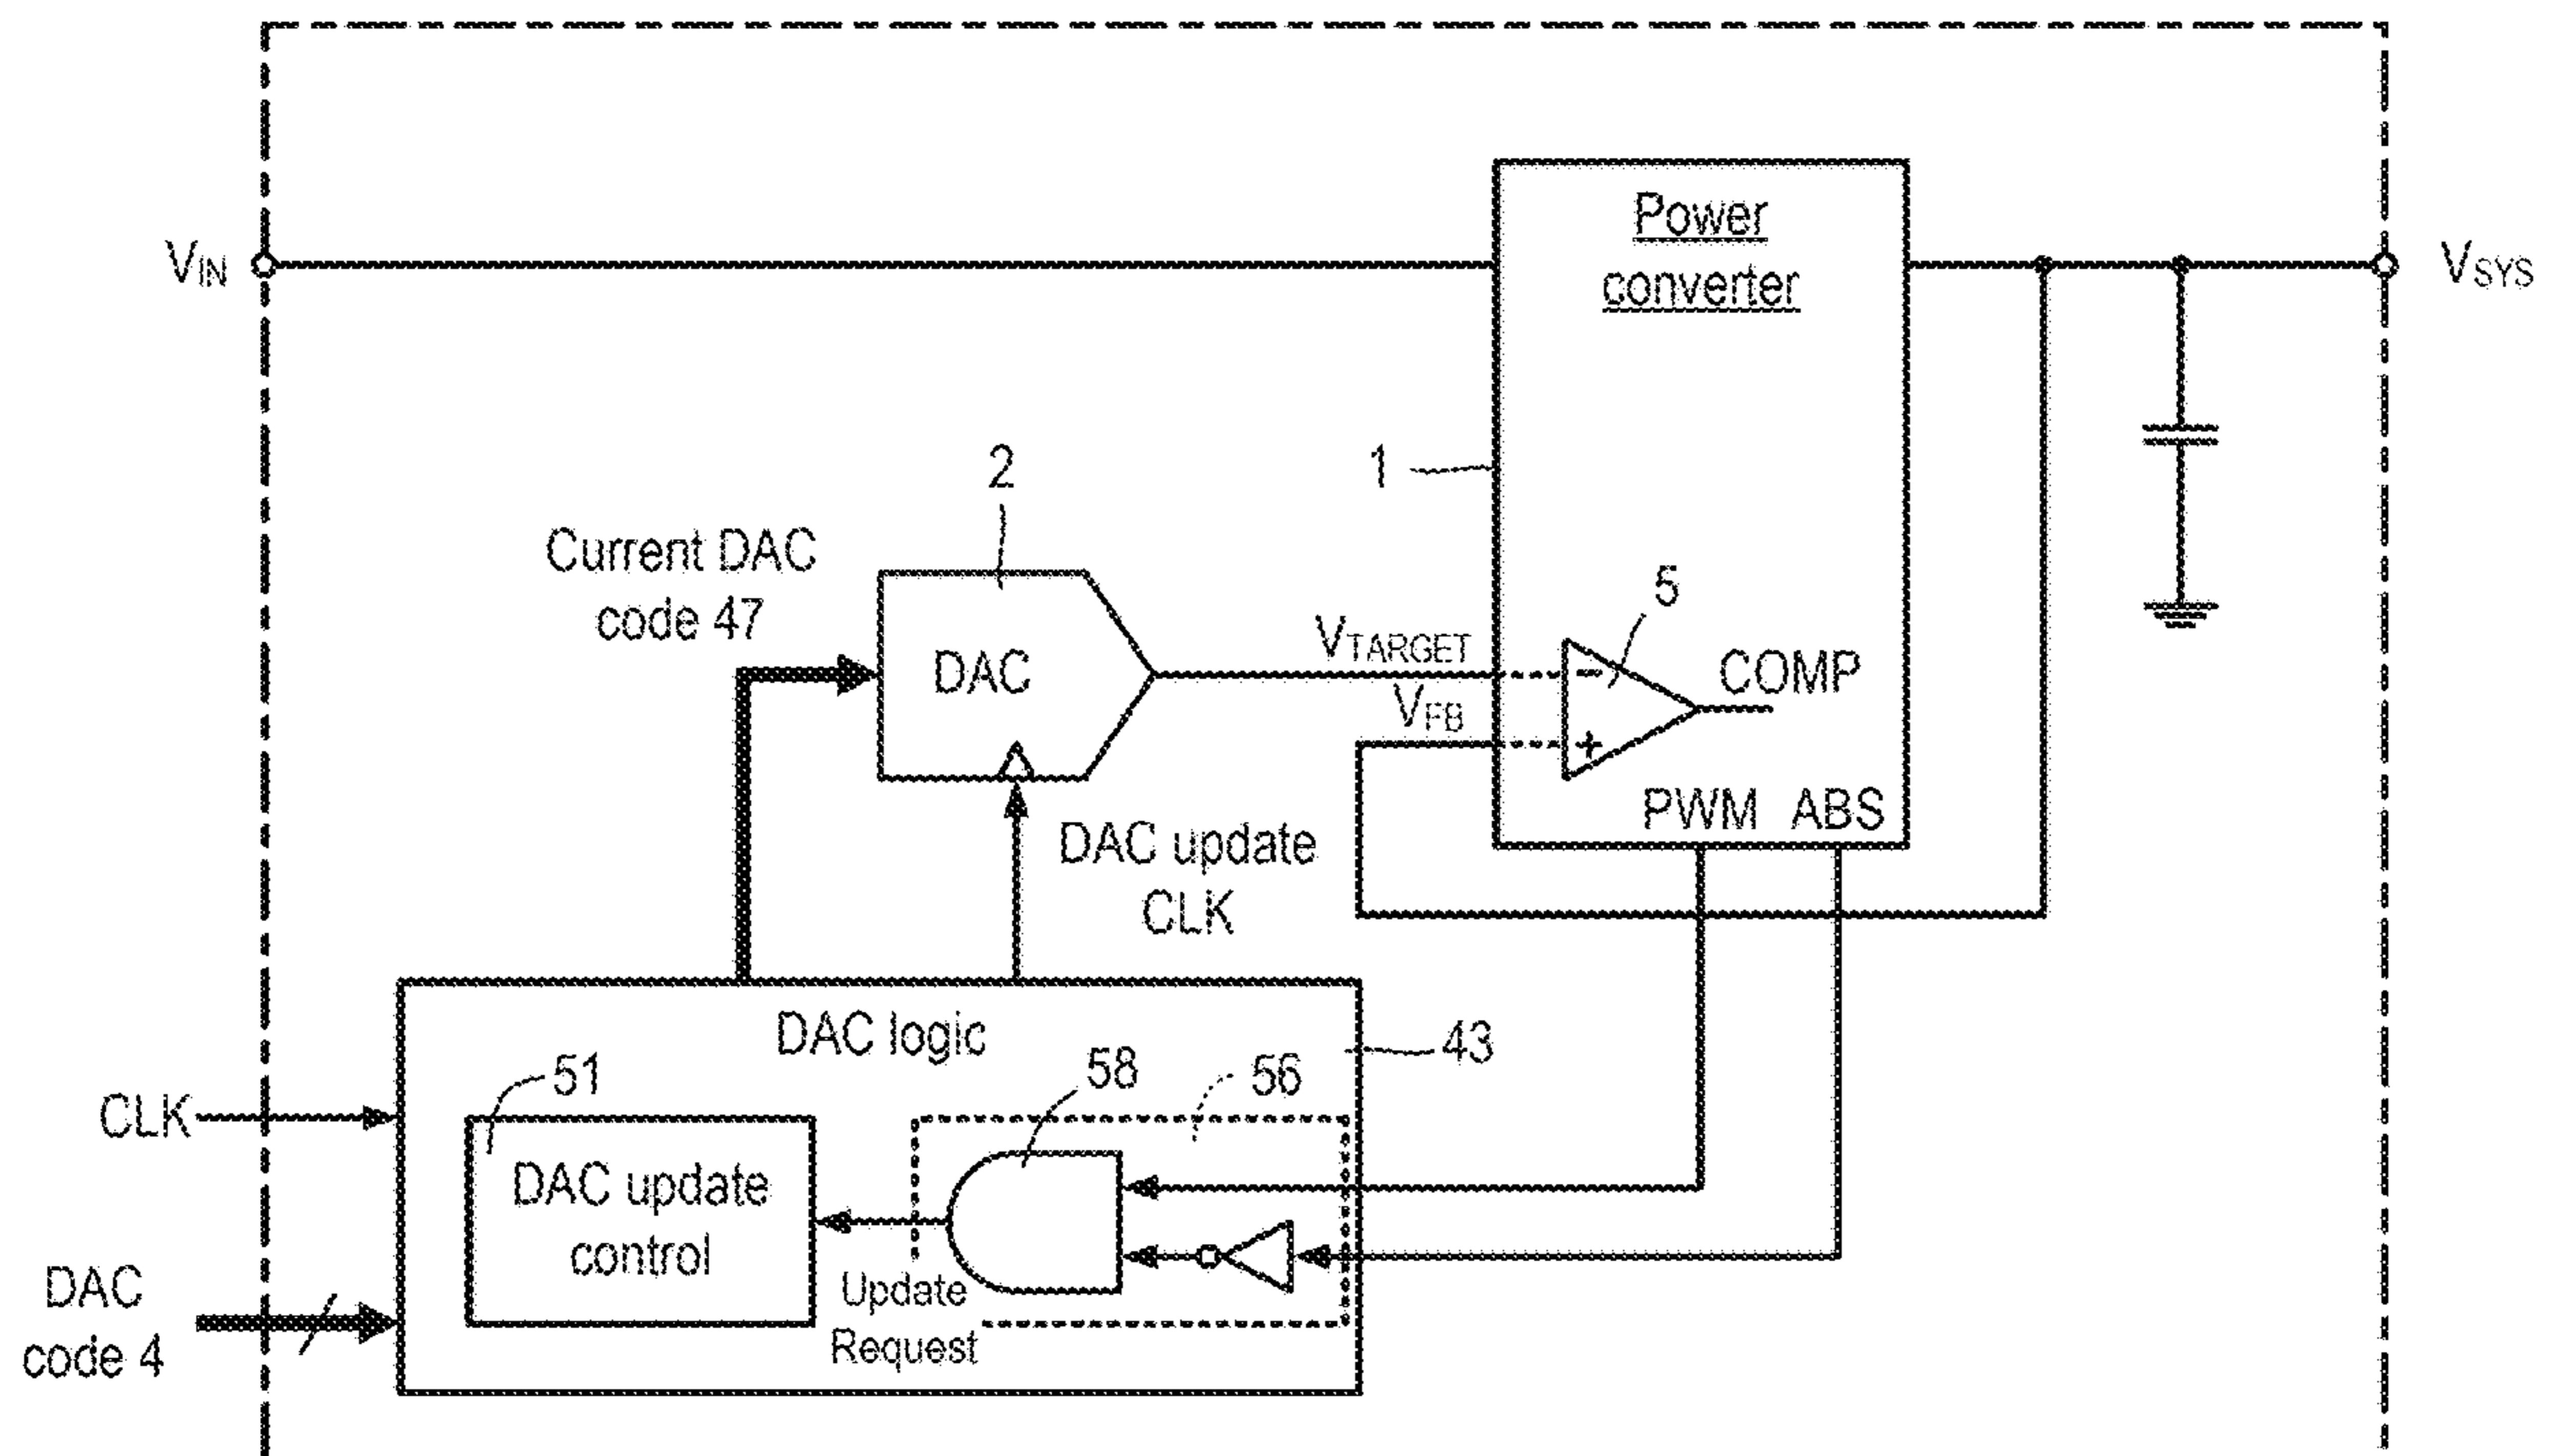 Power
converter
VIN
VSYS
2
1
Current DAC
code 47
5
DAC
VTARGET
COMP
VFB
−
+
PWM ABS
DAC update
CLK
DAC logic
43
51
58
56
CLK
DAC update
control
DAC
code 4
Update
Request